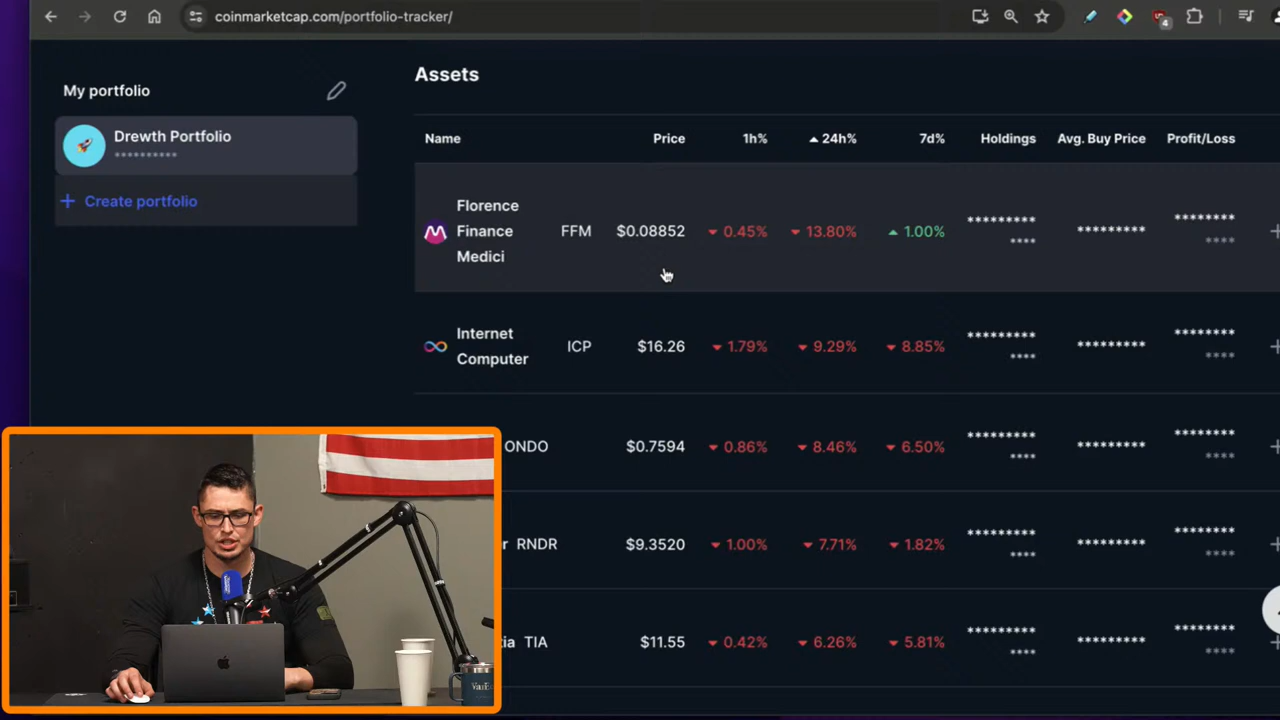 coinmarketcap.com/portfolio-tracker/
4
My portfolio
Drewth Portfolio
**********
+ Create portfolio
Assets
Name Price 1h% 24h% 7d% Holdings Avg. Buy Price Profit/Loss
Florence
Finance
Medici
FFM $0.08852 0.45% 13.80% 1.00% ********* ********* ********
**** ****
Internet
Computer
ICP $16.26 1.79% 9.29% 8.85% ********* ********* ********
**** ****
ONDO $0.7594 0.86% 8.46% 6.50% ********* ********* ********
**** ****
r RNDR $9.3520 1.00% 7.71% 1.82% ********* ********* ********
**** ****
tia TIA $11.55 0.42% 6.26% 5.81% ********* ********* ********
**** ****